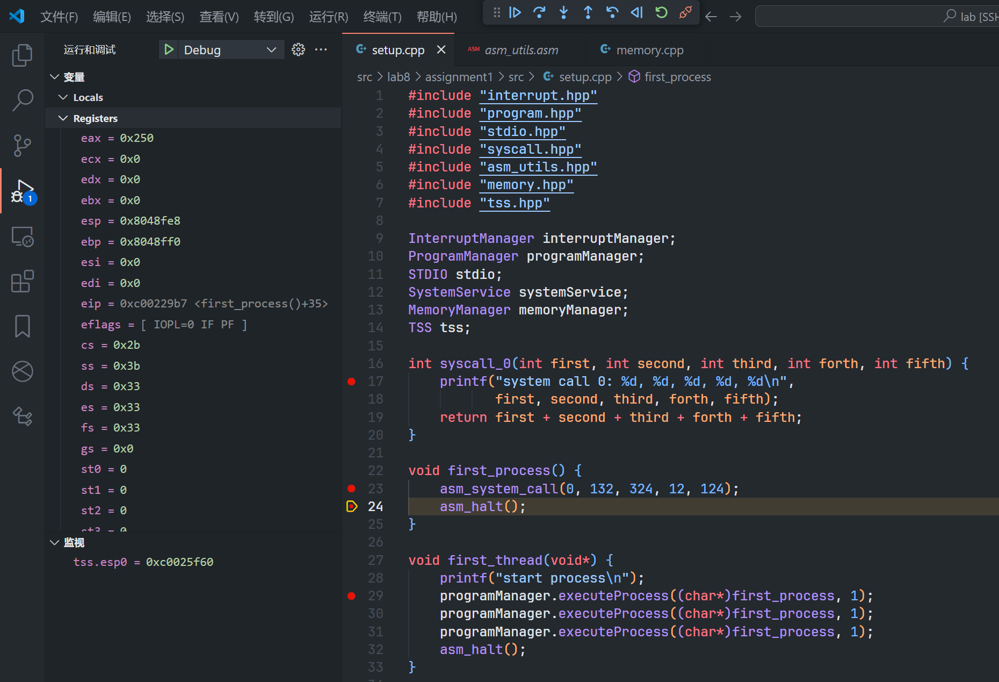 文件(F) 编辑(E) 选择(S) 查看(V) 转到(G) 运行(R) 终端(T) 帮助(H) lab [SSH
运行和调试 Debug
变量
Locals
Registers
eax = 0x250
ecx = 0x0
edx = 0x0
ebx = 0x0
esp = 0x8048fe8
ebp = 0x8048ff0
esi = 0x0
edi = 0x0
eip = 0xc00229b7 <first_process()+35>
eflags = [ IOPL=0 IF PF ]
cs = 0x2b
ss = 0x3b
ds = 0x33
es = 0x33
fs = 0x33
gs = 0x0
st0 = 0
st1 = 0
st2 = 0
st3 = 0
监视
tss.esp0 = 0xc0025f60
1
setup.cpp ASM asm_utils.asm memory.cpp
src > lab8 > assignment1 > src > setup.cpp > first_process
1 #include "interrupt.hpp"
2 #include "program.hpp"
3 #include "stdio.hpp"
4 #include "syscall.hpp"
5 #include "asm_utils.hpp"
6 #include "memory.hpp"
7 #include "tss.hpp"
8
9 InterruptManager interruptManager;
10 ProgramManager programManager;
11 STDIO stdio;
12 SystemService systemService;
13 MemoryManager memoryManager;
14 TSS tss;
15
16 int syscall_0(int first, int second, int third, int forth, int fifth) {
17 printf("system call 0: %d, %d, %d, %d, %d\n",
18 first, second, third, forth, fifth);
19 return first + second + third + forth + fifth;
20 }
21
22 void first_process() {
23 asm_system_call(0, 132, 324, 12, 124);
24 asm_halt();
25 }
26
27 void first_thread(void*) {
28 printf("start process\n");
29 programManager.executeProcess((char*)first_process, 1);
30 programManager.executeProcess((char*)first_process, 1);
31 programManager.executeProcess((char*)first_process, 1);
32 asm_halt();
33 }